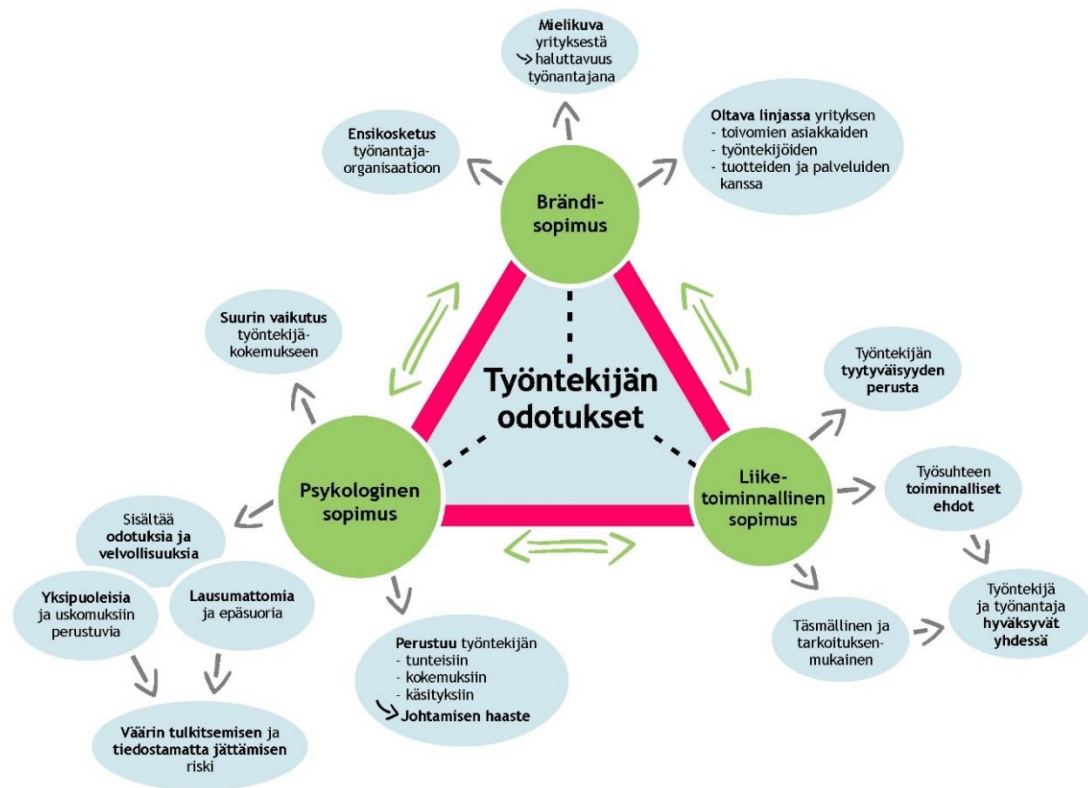 Mielikuva
yrityksestä
haluttavuus
työnantajana
Ensikosketus
työnantaja-
organisaatioon
Oltava linjassa yrityksen
- toivomien asiakkaiden
- työntekijöiden
- tuotteiden ja palveluiden
kanssa
Brändi-
sopimus
Suurin vaikutus
työntekijä-
kokemukseen
Työntekijän
odotukset
Työntekijän
tyytyväisyyden
perusta
Psykologinen
sopimus
Liike-
toiminnallinen
sopimus
Työsuhteen
toiminnalliset
ehdot
Sisältää
odotuksia ja
velvollisuuksia
Yksipuoleisia
ja uskomuksiin
perustuvia
Lausumattomia
ja epäsuoria
Väärin tulkitsemisen ja
tiedostamatta jättämisen
riski
Perustuu työntekijän
- tunteisiin
- kokemuksiin
- käsityksiin
Johtamisen haaste
Täsmällinen ja
tarkoituksen-
mukainen
Työntekijä
ja työnantaja
hyväksyvät
yhdessä